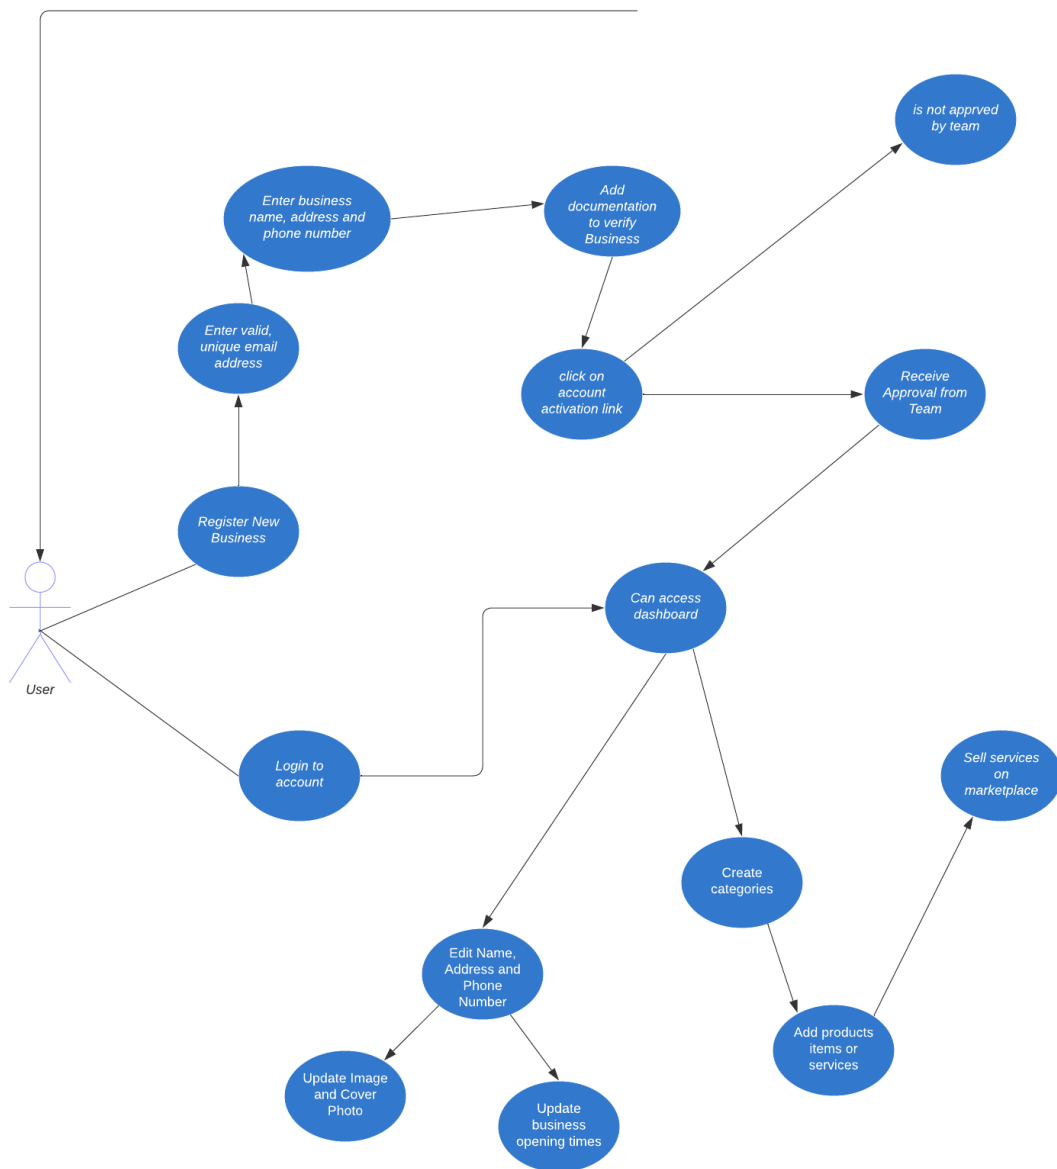 is not apprved
by team
Enter business
name, address and
phone number
Add
documentation
to verify
Business
Enter valid,
unique email
address
click on
account
activation link
Receive
Approval from
Team
Register New
Business
Can access
dashboard
User
Login to
account
Sell services
on
marketplace
Create
categories
Edit Name,
Address and
Phone
Number
Add products
items or
services
Update Image
and Cover
Photo
Update
business
opening times